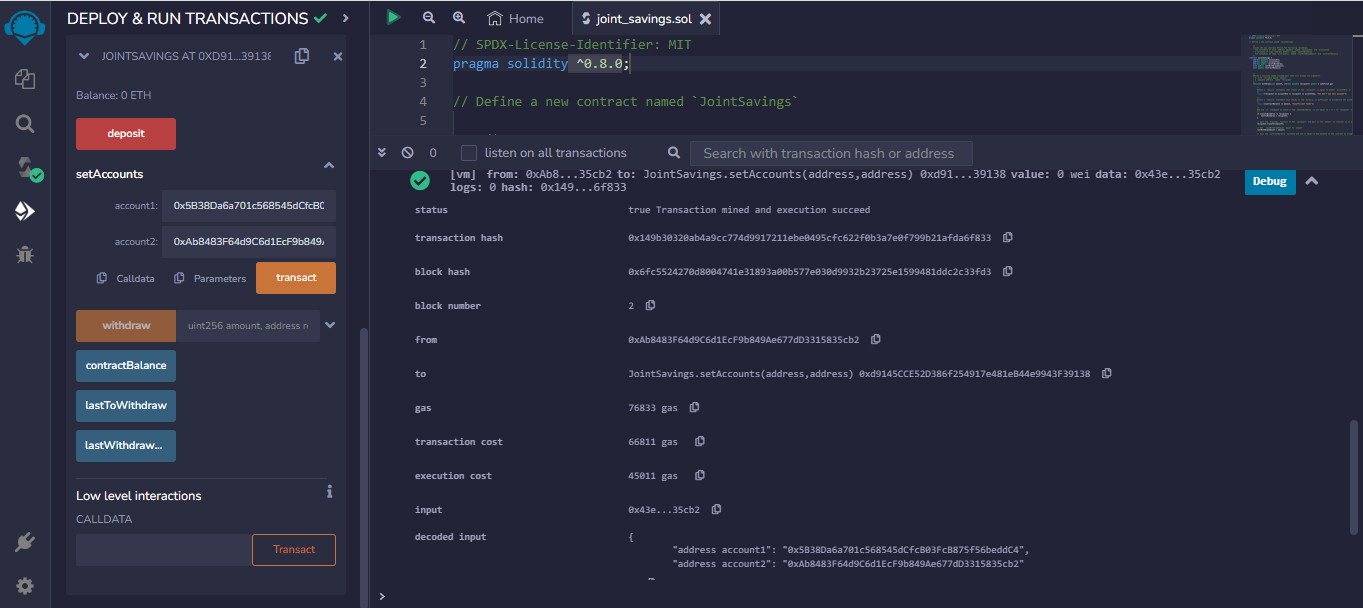 DEPLOY & RUN TRANSACTIONS
JOINTSAVINGS AT 0XD91...39138
Balance: 0 ETH
deposit
setAccounts
account1: 0x5B38Da6a701c568545dCfcB0
account2: 0xAb8483F64d9C6d1EcF9b849A
Calldata Parameters transact
withdraw uint256 amount, address r
contractBalance
lastToWithdraw
lastWithdraw...
Low level interactions
CALLDATA
Transact
Home joint_savings.sol
1 // SPDX-License-Identifier: MIT
2 pragma solidity ^0.8.0;
3
4 // Define a new contract named `JointSavings`
5
0 listen on all transactions Search with transaction hash or address
[vm] from: 0xAb8...35cb2 to: JointSavings.setAccounts(address,address) 0xd91...39138 value: 0 wei data: 0x43e...35cb2
logs: 0 hash: 0x149...6f833
Debug
status true Transaction mined and execution succeed
transaction hash 0x149b30320ab4a9cc774d9917211ebe0495cfc622f0b3a7e0f799b21afda6f833
block hash 0x6fc5524270d8004741e31893a00b577e030d9932b23725e1599481ddc2c33fd3
block number 2
from 0xAb8483F64d9C6d1EcF9b849Ae677dD3315835cb2
to JointSavings.setAccounts(address,address) 0xd9145CCE52D386f254917e481eB44e9943F39138
gas 76833 gas
transaction cost 66811 gas
execution cost 45011 gas
input 0x43e...35cb2
decoded input {
"address account1": "0x5B38Da6a701c568545dCfcB03FcB875f56beddC4",
"address account2": "0xAb8483F64d9C6d1EcF9b849Ae677dD3315835cb2"
>